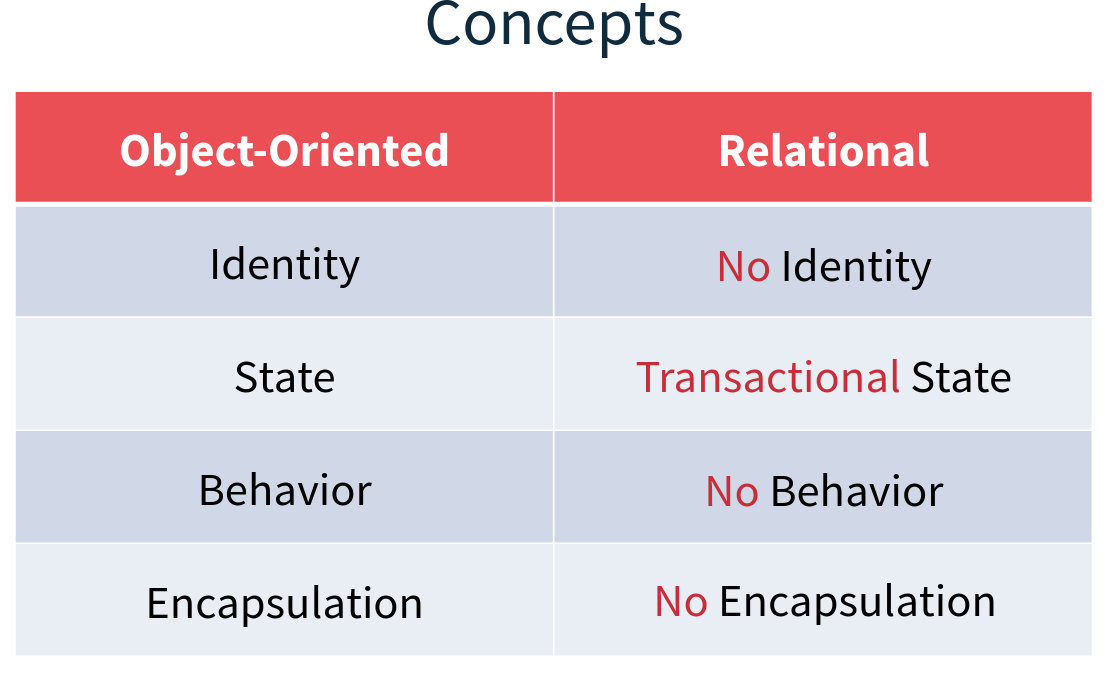 Concepts
Object-Oriented
Relational
Identity
No Identity
State
Transactional State
Behavior
No Behavior
Encapsulation
No Encapsulation